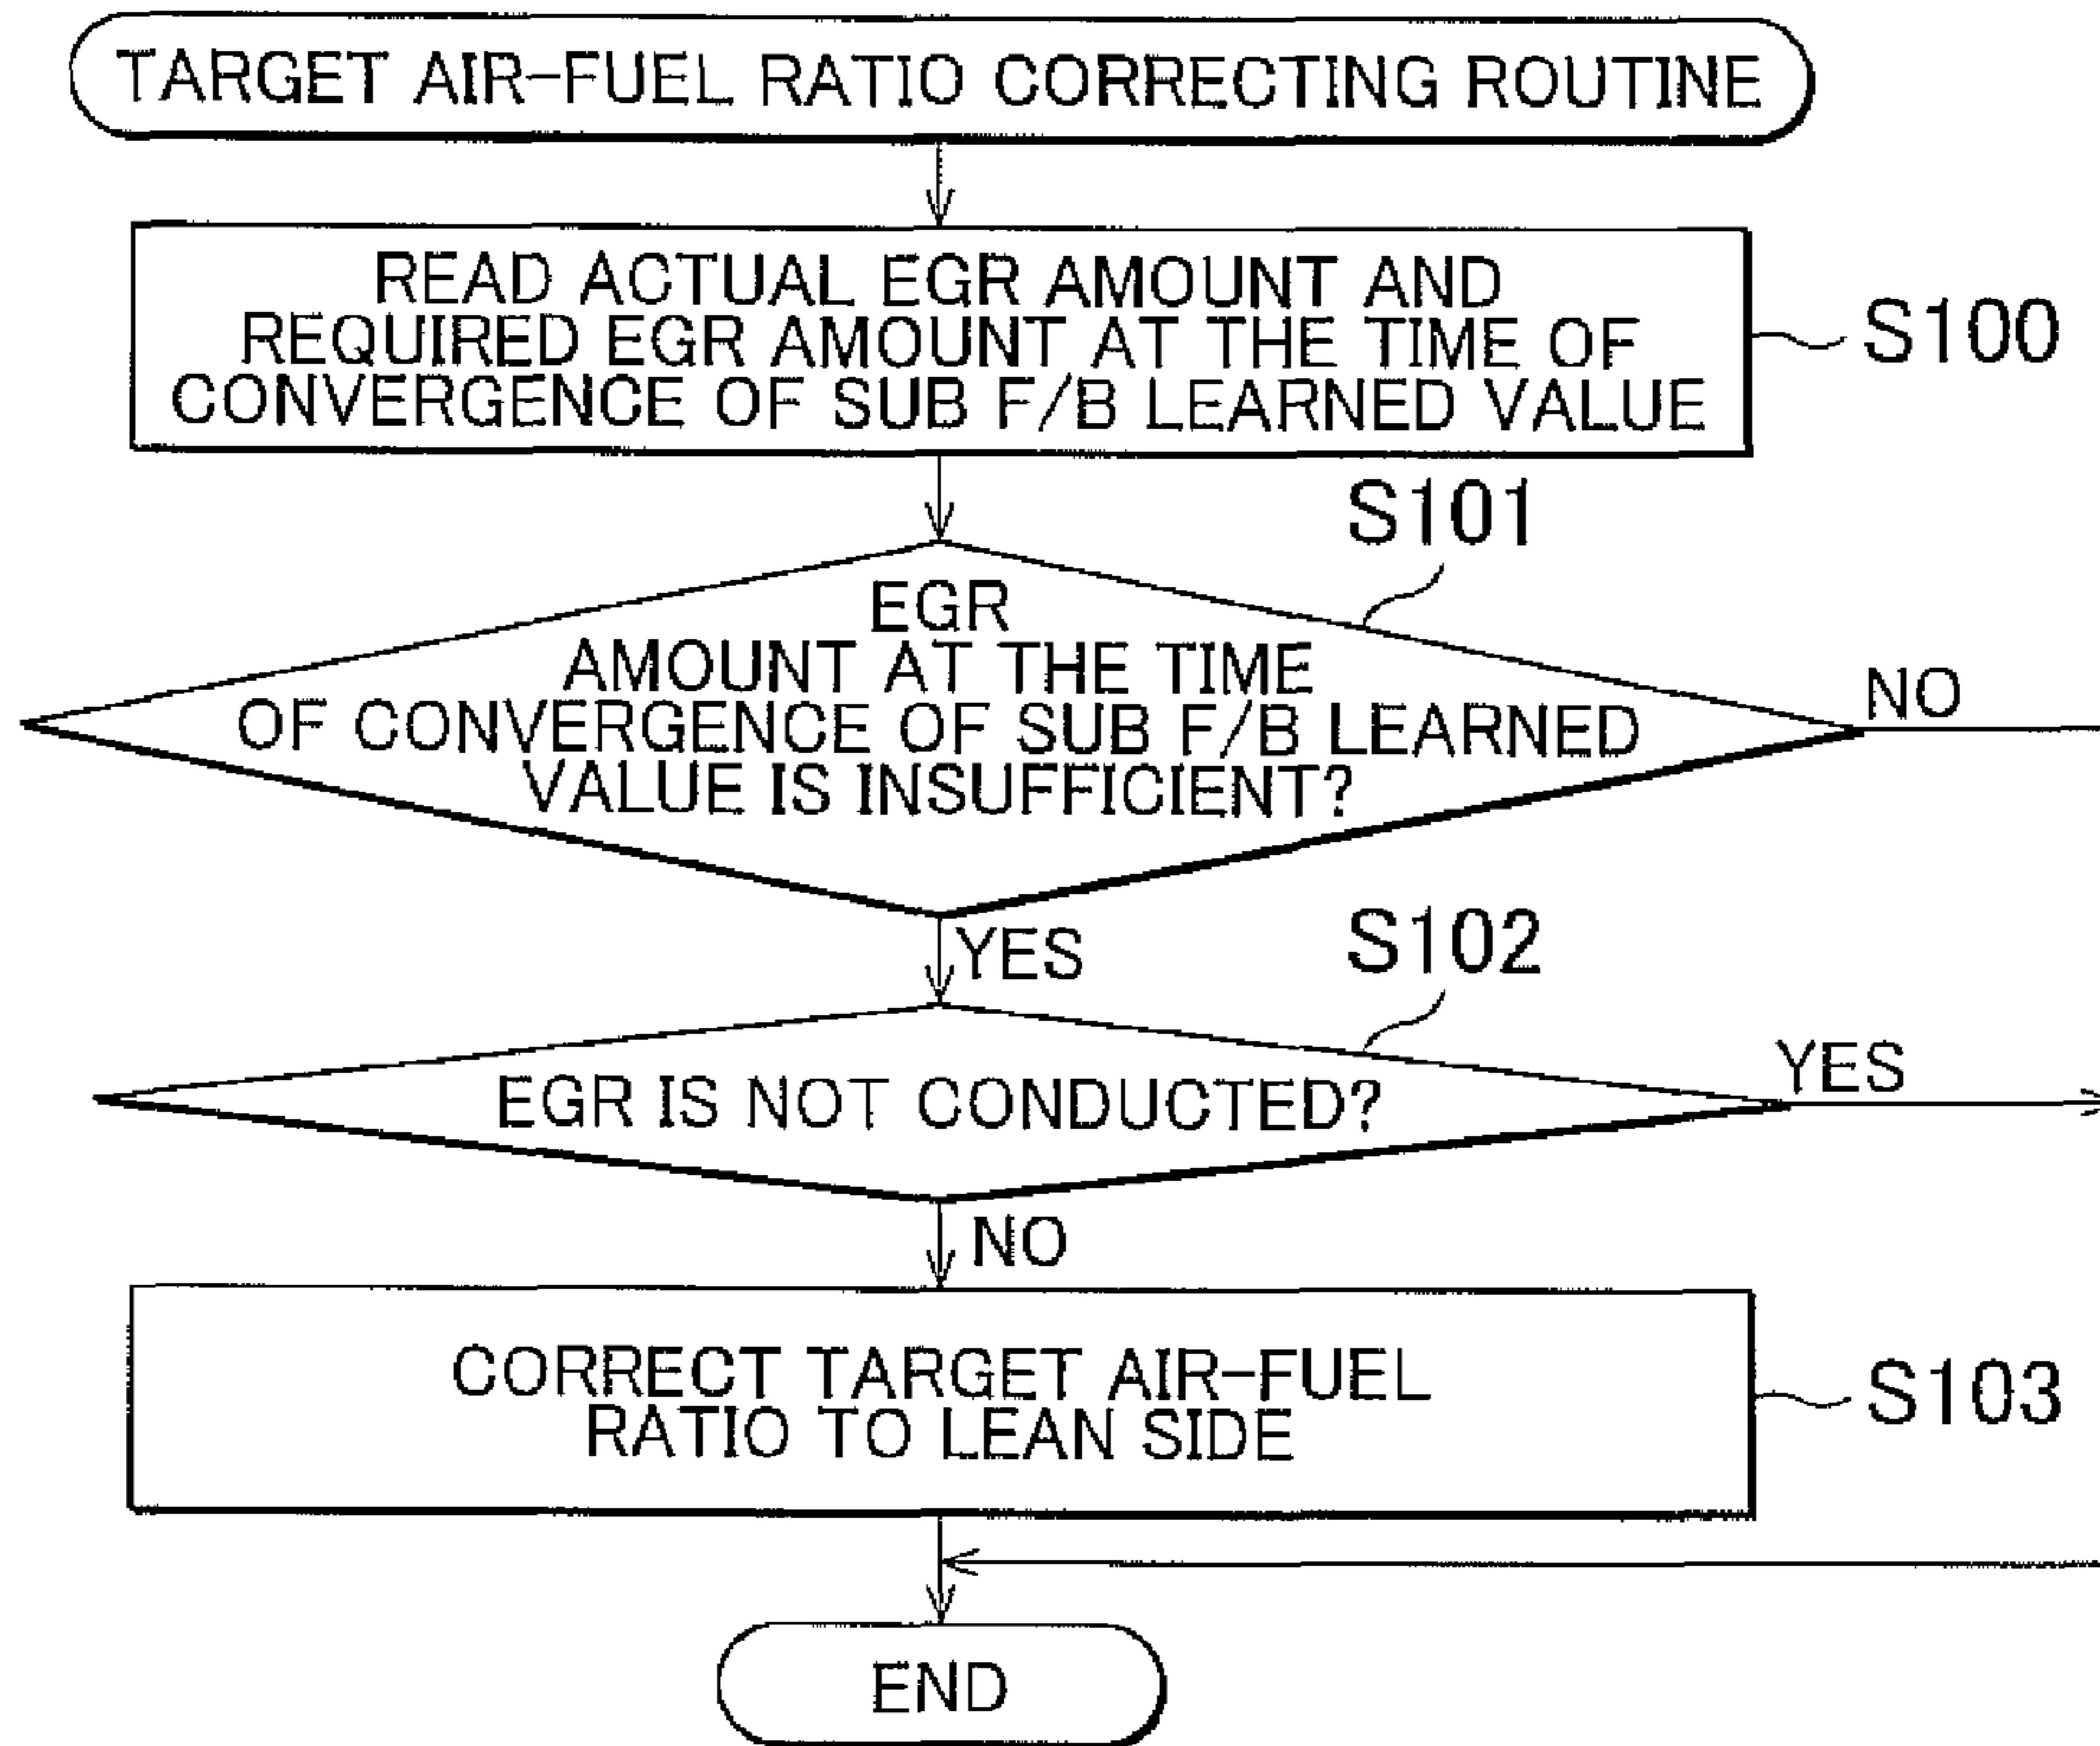 TARGET AIR-FUEL RATIO CORRECTING ROUTINE
READ ACTUAL EGR AMOUNT AND
REQUIRED EGR AMOUNT AT THE TIME OF
CONVERGENCE OF SUB F/B LEARNED VALUE
S100
S101
EGR
AMOUNT AT THE TIME
OF CONVERGENCE OF SUB F/B LEARNED
VALUE IS INSUFFICIENT?
NO
YES
S102
EGR IS NOT CONDUCTED?
YES
NO
CORRECT TARGET AIR-FUEL
RATIO TO LEAN SIDE
S103
END